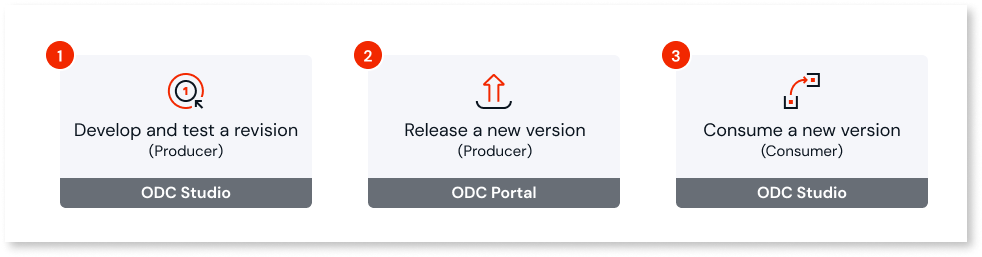 1
1
Develop and test a revision
(Producer)
ODC Studio
2
Release a new version
(Producer)
ODC Portal
3
Consume a new version
(Consumer)
ODC Studio